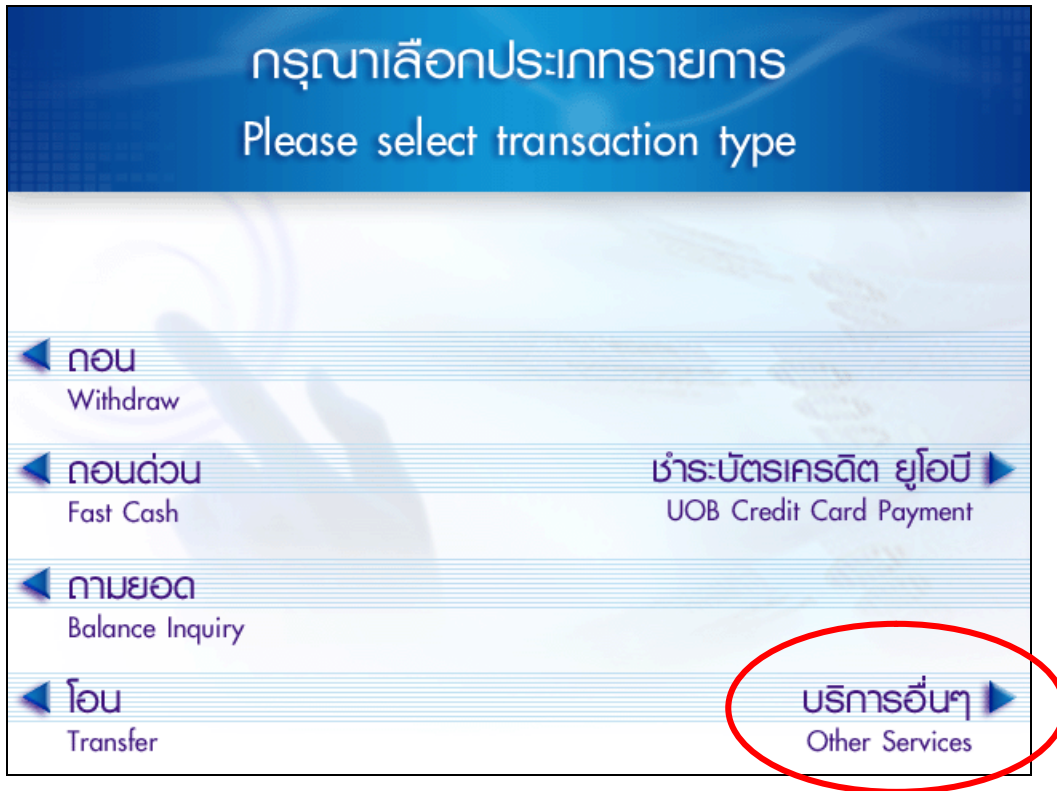 กรุณาเลือกประเภทรายการ
Please select transaction type
ถอน
Withdraw
ถอนด่วน
Fast Cash
ชำระบัตรเครดิต ยูโอบี
UOB Credit Card Payment
ถามยอด
Balance Inquiry
โอน
Transfer
บริการอื่นๆ
Other Services